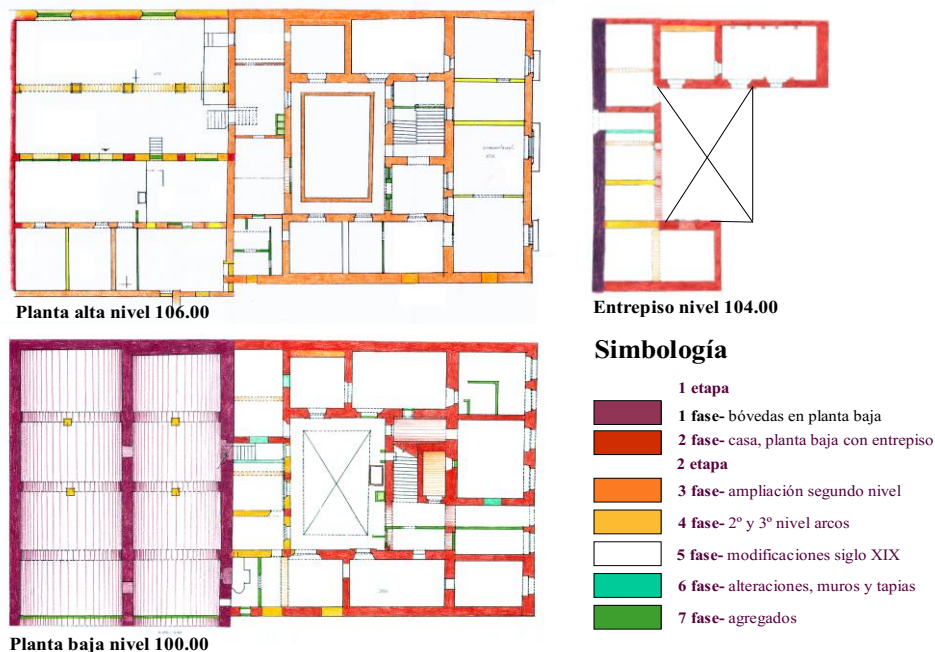 Planta alta nivel 106.00
Entrepiso nivel 104.00
Planta baja nivel 100.00
Simbología
1 etapa
1 fase- bóvedas en planta baja
2 fase- casa, planta baja con entrepiso
2 etapa
3 fase- ampliación segundo nivel
4 fase- 2º y 3º nivel arcos
5 fase- modificaciones siglo XIX
6 fase- alteraciones, muros y tapias
7 fase- agregados